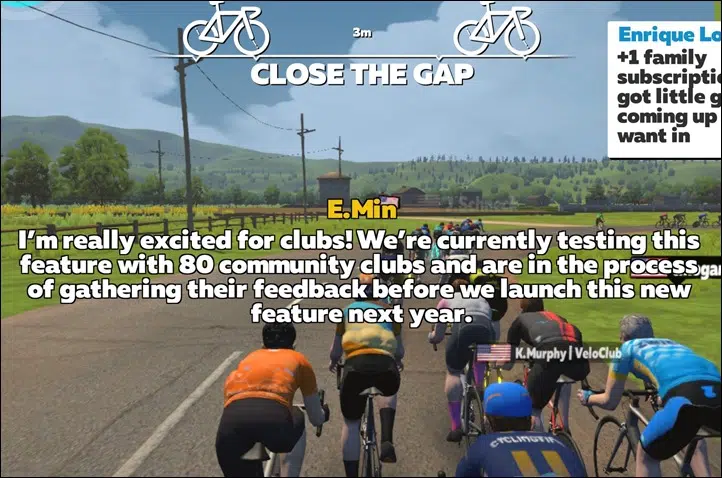 3m
CLOSE THE GAP
Enrique Lo
+1 family
subscripti
got little g
coming up
want in
E.Min
I'm really excited for clubs! We're currently testing this
feature with 80 community clubs and are in the process
of gathering their feedback before we launch this new
feature next year.
K.Murphy | VeloClub
4